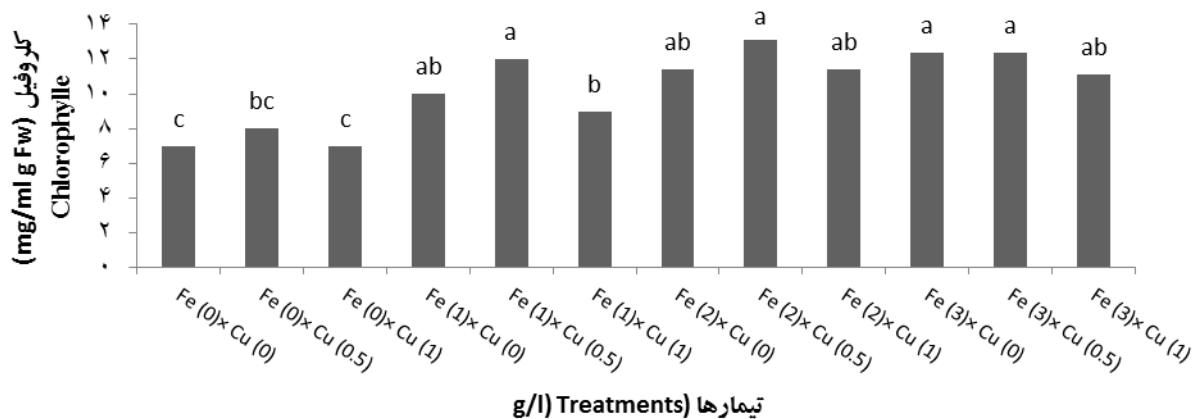 کلروفیل (mg/ml g Fw)
Chlorophylle
۱۴
۱۲
۱۰
۸
۶
۴
۲
۰
c
bc
c
ab
a
b
ab
a
ab
a
a
ab
Fe (0)× Cu (0)
Fe (0)× Cu (0.5)
Fe (0)× Cu (1)
Fe (1)× Cu (0)
Fe (1)× Cu (0.5)
Fe (1)× Cu (1)
Fe (2)× Cu (0)
Fe (2)× Cu (0.5)
Fe (2)× Cu (1)
Fe (3)× Cu (0)
Fe (3)× Cu (0.5)
Fe (3)× Cu (1)
تیمارها (g/l) Treatments